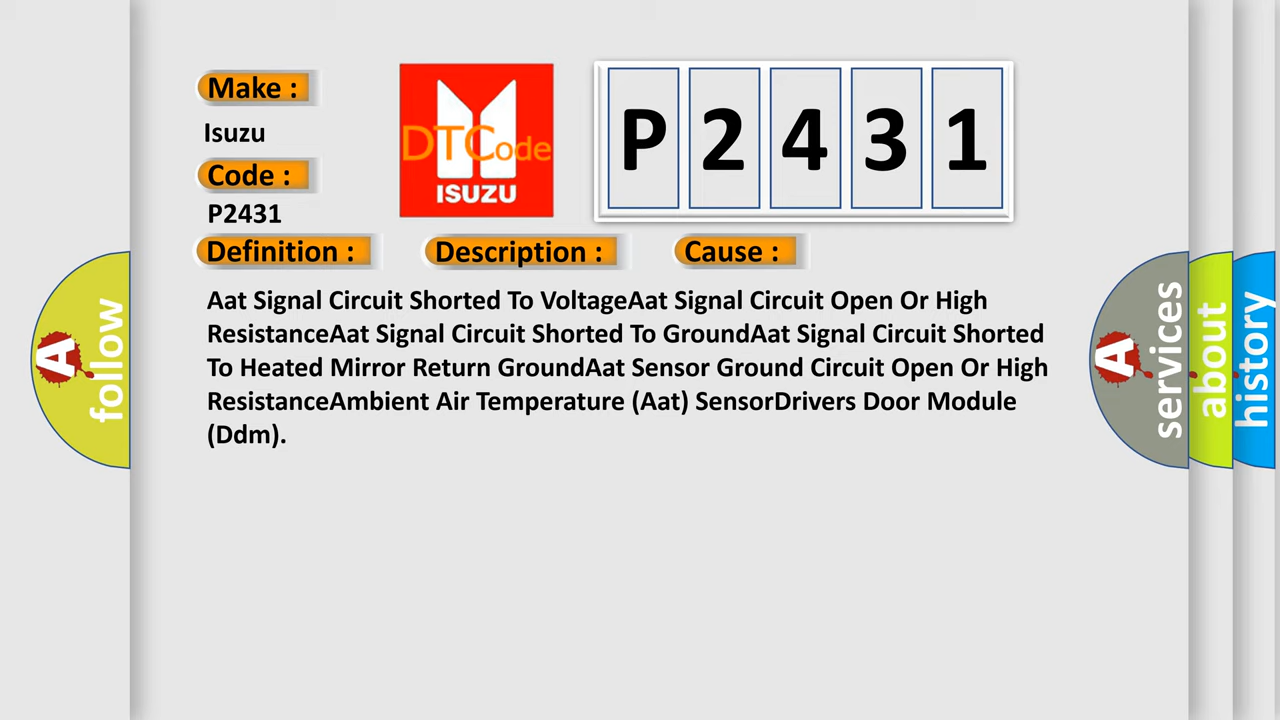 Make :
Isuzu
Code :
P2431
DTCode
ISUZU
P 2 4 3 1
Definition :
Description :
Cause :
Aat Signal Circuit Shorted To VoltageAat Signal Circuit Open Or High
ResistanceAat Signal Circuit Shorted To GroundAat Signal Circuit Shorted
To Heated Mirror Return GroundAat Sensor Ground Circuit Open Or High
ResistanceAmbient Air Temperature (Aat) SensorDrivers Door Module
(Ddm).
A
follow
A
services
about
history